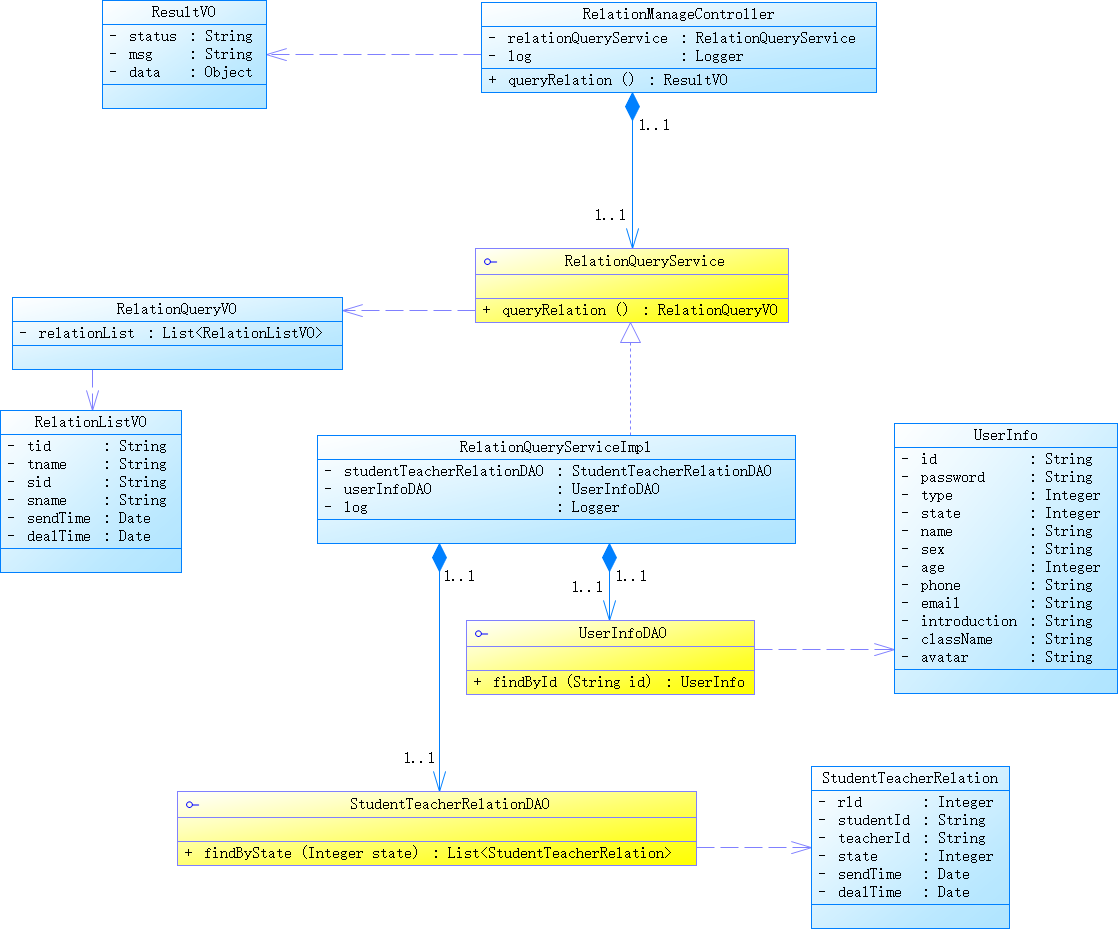 ResultVO
- status : String
- msg : String
- data : Object
RelationManageController
- relationQueryService : RelationQueryService
- log : Logger
+ queryRelation () : ResultVO
1..1
1..1
RelationQueryService
+ queryRelation () : RelationQueryVO
RelationQueryVO
- relationList : List<RelationListVO>
RelationListVO
- tid : String
- tname : String
- sid : String
- sname : String
- sendTime : Date
- dealTime : Date
RelationQueryServiceImpl
- studentTeacherRelationDAO : StudentTeacherRelationDAO
- userInfoDAO : UserInfoDAO
- log : Logger
UserInfo
- id : String
- password : String
- type : Integer
- state : Integer
- name : String
- sex : String
- age : Integer
- phone : String
- email : String
- introduction : String
- className : String
- avatar : String
1..1
1..1
1..1
UserInfoDAO
+ findById (String id) : UserInfo
1..1
StudentTeacherRelationDAO
+ findByState (Integer state) : List<StudentTeacherRelation>
StudentTeacherRelation
- rId : Integer
- studentId : String
- teacherId : String
- state : Integer
- sendTime : Date
- dealTime : Date